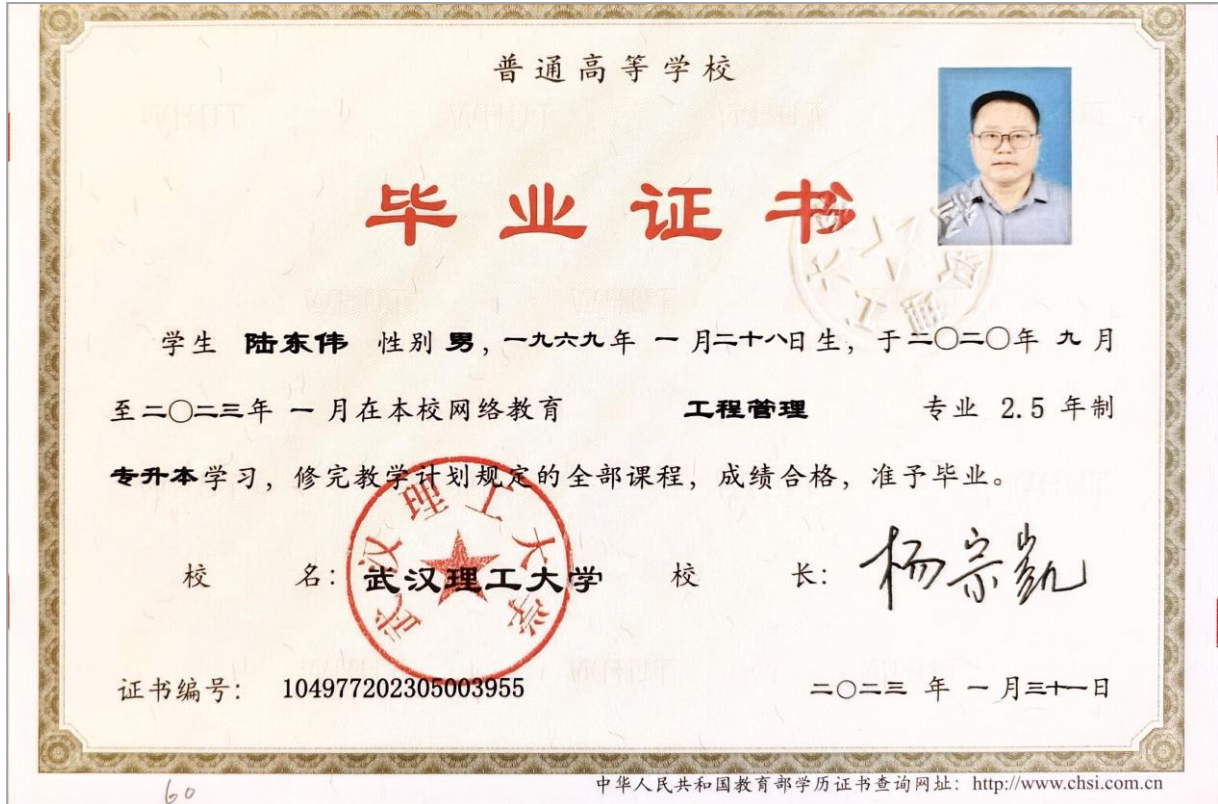 普通高等学校
毕业证书
学生 陆东伟 性别 男，一九六九年 一 月二十八日生，于二〇二〇年 九 月
至二〇二三年 一 月在本校网络教育 工程管理 专业 2.5 年制
专升本学习，修完教学计划规定的全部课程，成绩合格，准予毕业。
校 名：武汉理工大学 校 长：杨宗凯
武汉理工大学
证书编号： 104977202305003955 二〇二三 年 一 月三十一日
中华人民共和国教育部学历证书查询网址：http://www.chsi.com.cn
60